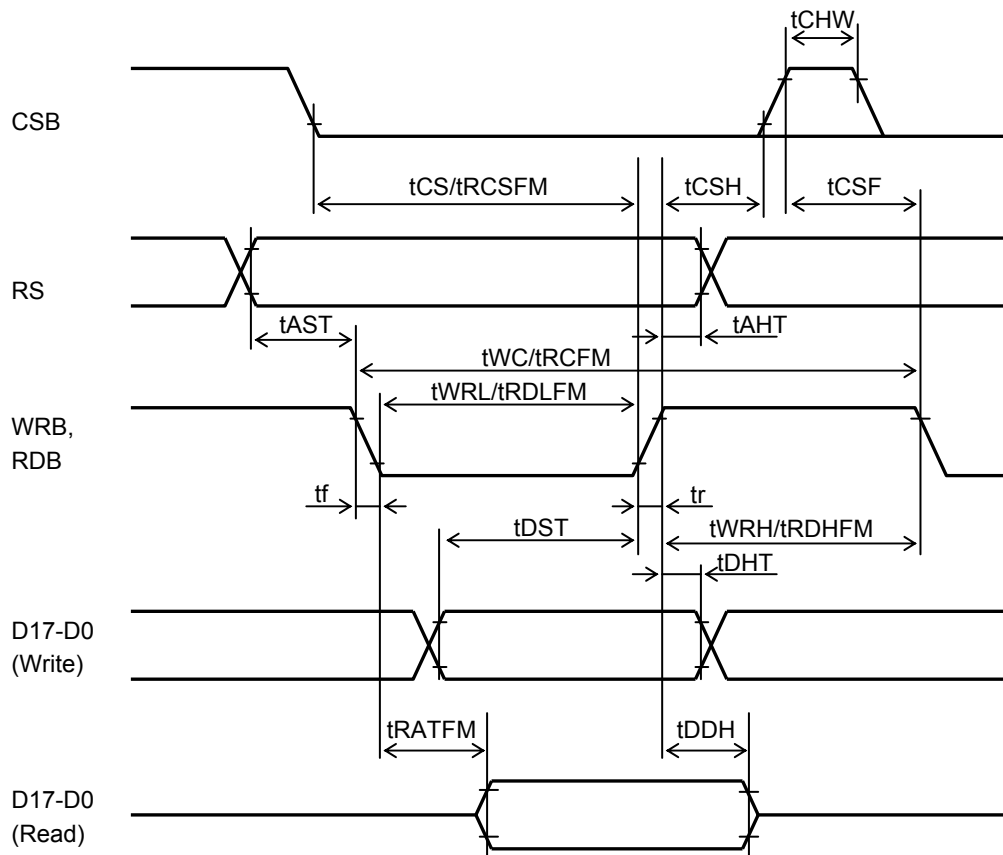 tCHW
CSB
tCS/tRCSFM
tCSH
tCSF
RS
tAST
tAHT
tWC/tRCFM
tWRL/tRDLFM
WRB,
RDB
tf
tr
tDST
tWRH/tRDHFM
tDHT
D17-D0
(Write)
tRATFM
tDDH
D17-D0
(Read)